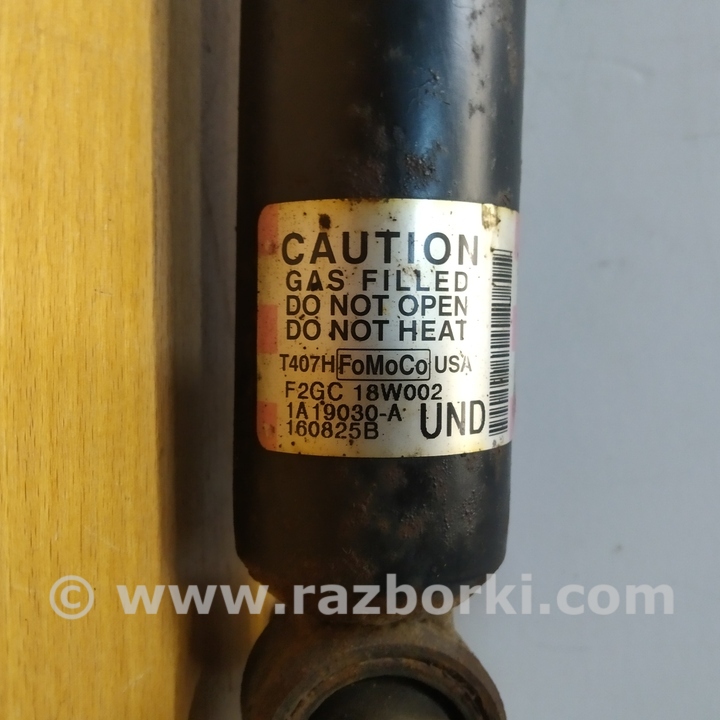 CAUTION
GAS FILLED
DO NOT OPEN
DO NOT HEAT
T407H FoMoCo USA
F2GC 18W002
1A19030-A UND
160825B
© www.razborki.com